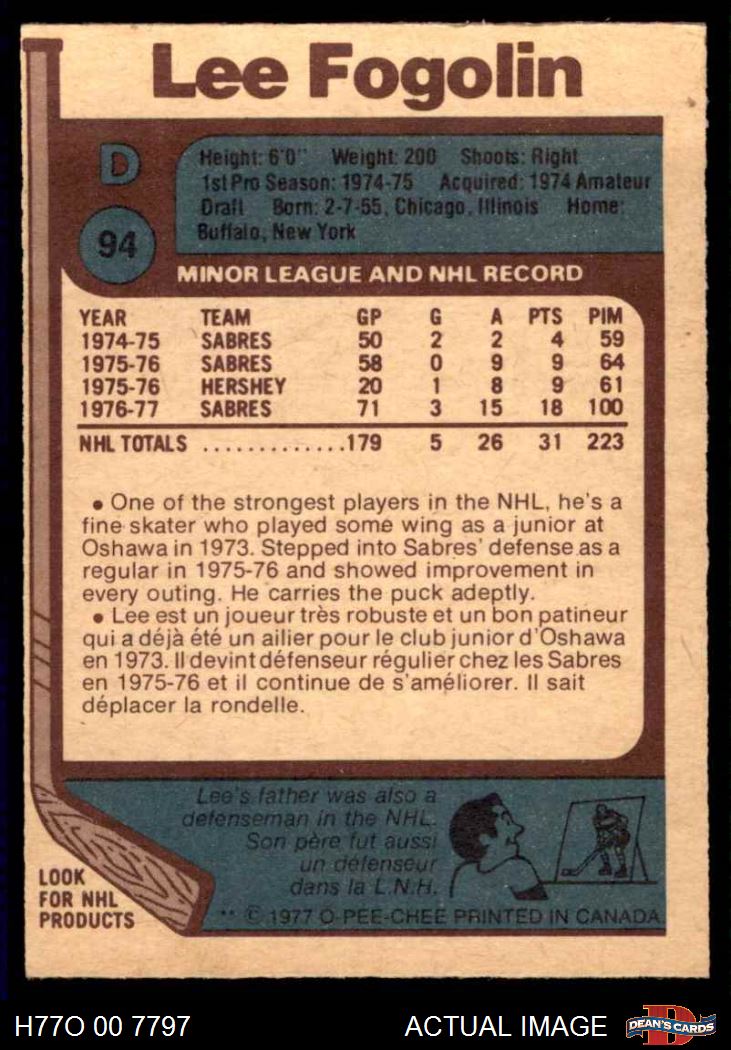 Lee Fogolin
D
Height: 6'0" Weight: 200 Shoots: Right
1st Pro Season: 1974-75 Acquired: 1974 Amateur
Draft Born: 2-7-55, Chicago, Illinois Home:
Buffalo, New York
94
MINOR LEAGUE AND NHL RECORD
YEAR TEAM GP G A PTS PIM
1974-75 SABRES 50 2 2 4 59
1975-76 SABRES 58 0 9 9 64
1975-76 HERSHEY 20 1 8 9 61
1976-77 SABRES 71 3 15 18 100
NHL TOTALS .............179 5 26 31 223
• One of the strongest players in the NHL, he's a
fine skater who played some wing as a junior at
Oshawa in 1973. Stepped into Sabres' defense as a
regular in 1975-76 and showed improvement in
every outing. He carries the puck adeptly.
• Lee est un joueur très robuste et un bon patineur
qui a déjà été un ailier pour le club junior d'Oshawa
en 1973. Il devint défenseur régulier chez les Sabres
en 1975-76 et il continue de s'améliorer. Il sait
déplacer la rondelle.
Lee's father was also a
defenseman in the NHL.
Son père fut aussi
un défenseur
dans la L.N.H.
LOOK
FOR NHL
PRODUCTS
** © 1977 O-PEE-CHEE PRINTED IN CANADA
H77O 00 7797
ACTUAL IMAGE
D
DEAN'S CARDS